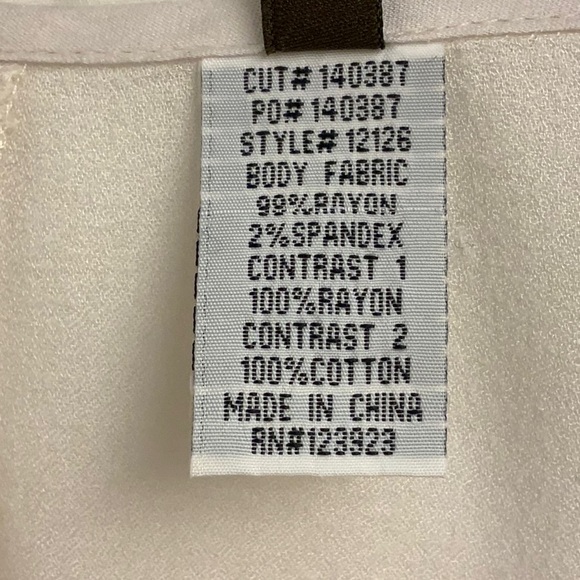 CUT# 140387
PO# 140387
STYLE# 12126
BODY FABRIC
99%RAYON
2%SPANDEX
CONTRAST 1
100%RAYON
CONTRAST 2
100%COTTON
MADE IN CHINA
RN#123923